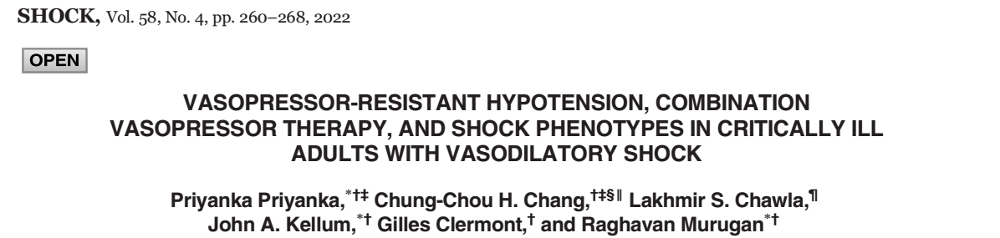 SHOCK, Vol. 58, No. 4, pp. 260–268, 2022
OPEN
VASOPRESSOR-RESISTANT HYPOTENSION, COMBINATION
VASOPRESSOR THERAPY, AND SHOCK PHENOTYPES IN CRITICALLY ILL
ADULTS WITH VASODILATORY SHOCK
Priyanka Priyanka,*†‡ Chung-Chou H. Chang,†‡§∥ Lakhmir S. Chawla,¶
John A. Kellum,*† Gilles Clermont,† and Raghavan Murugan*†